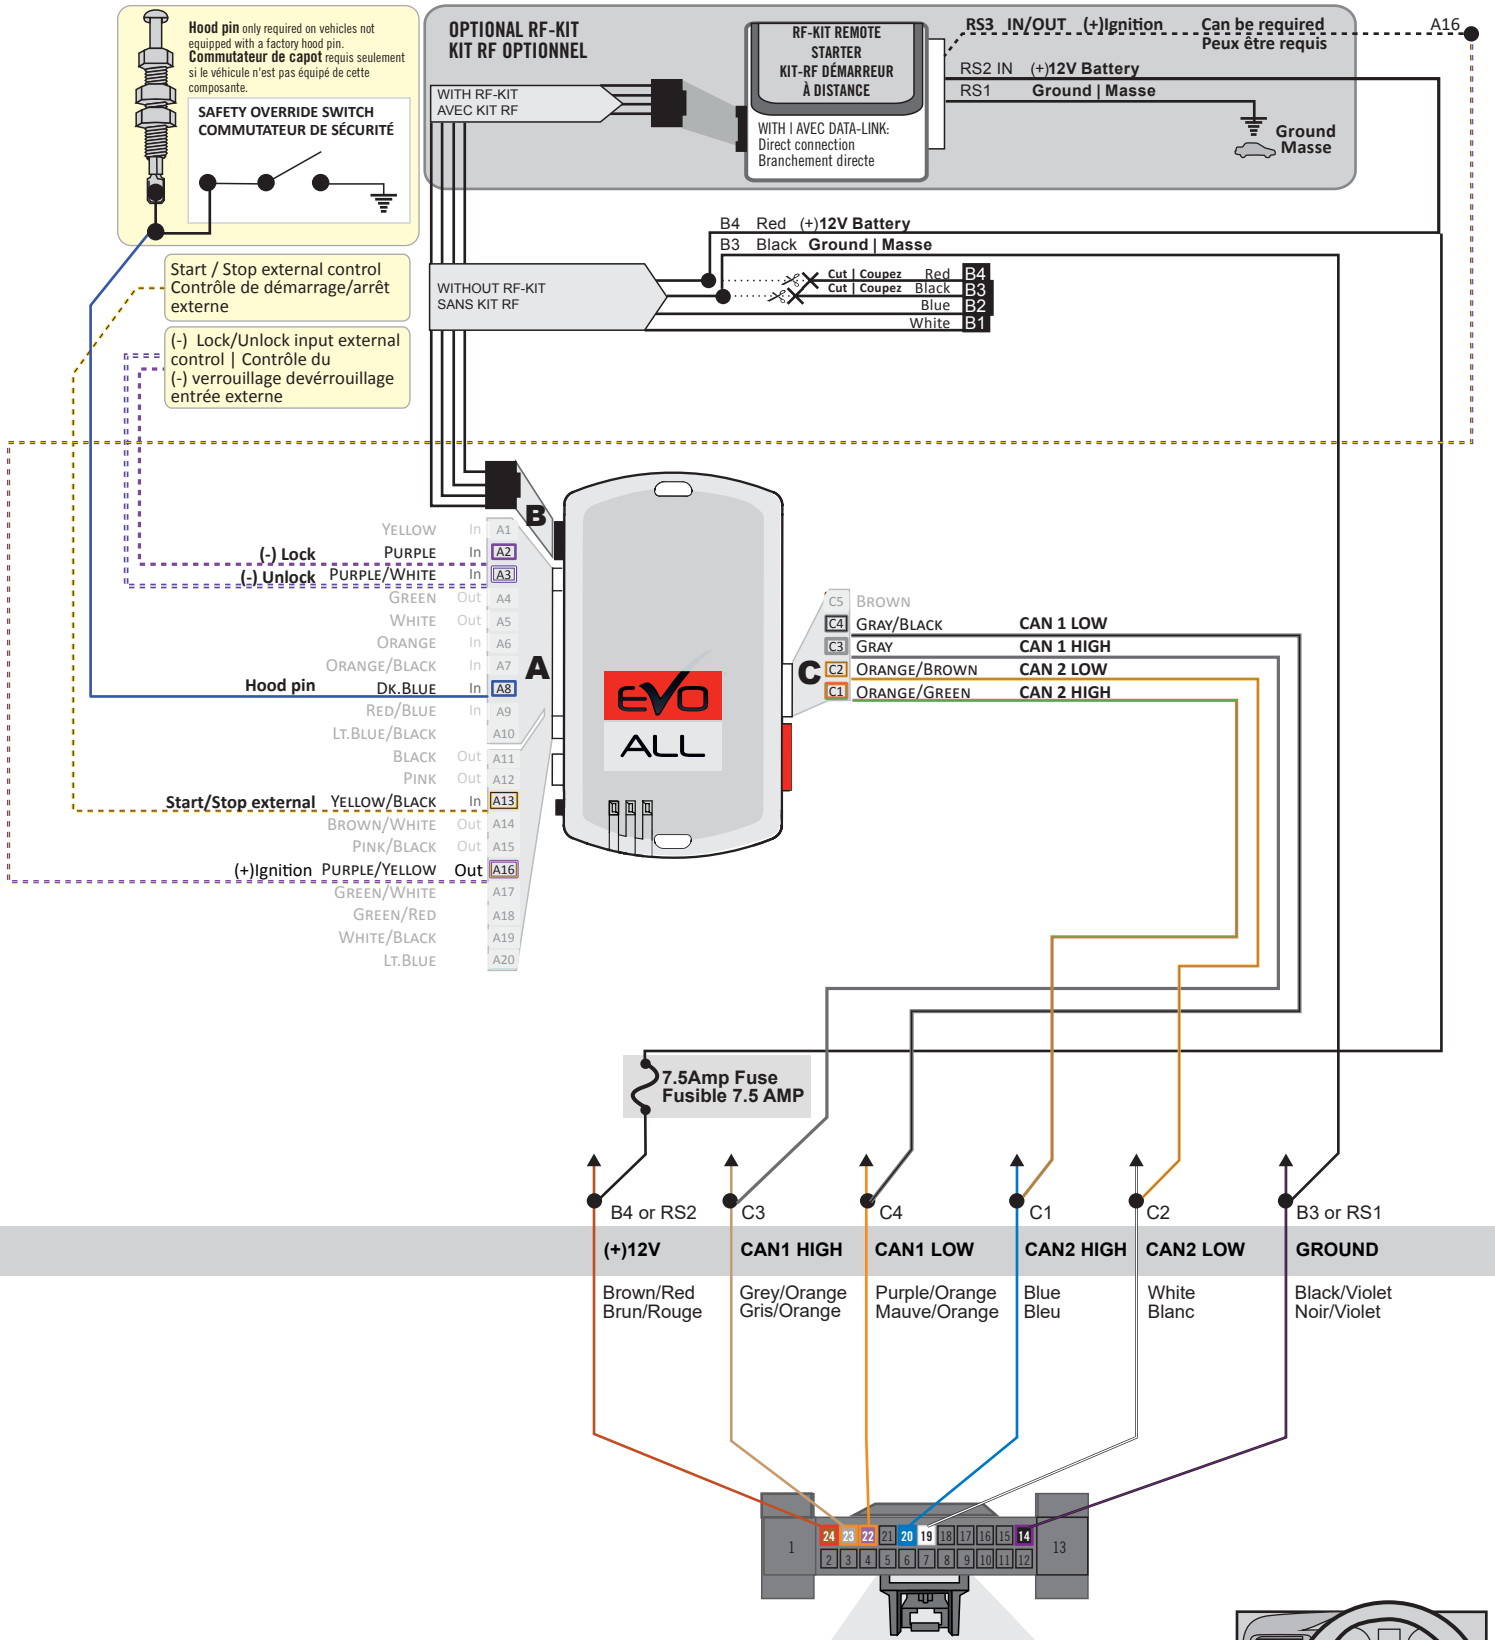 Hood pin only required on vehicles not
equipped with a factory hood pin.
Commutateur de capot requis seulement
si le véhicule n'est pas équipé de cette
composante.
SAFETY OVERRIDE SWITCH
COMMUTATEUR DE SÉCURITÉ
OPTIONAL RF-KIT
KIT RF OPTIONNEL
WITH RF-KIT
AVEC KIT RF
RF-KIT REMOTE
STARTER
KIT-RF DÉMARREUR
À DISTANCE
WITH I AVEC DATA-LINK:
Direct connection
Branchement directe
RS3 IN/OUT (+)Ignition Can be required A16
Peux être requis
RS2 IN (+)12V Battery
RS1 Ground | Masse
Ground
Masse
B4 Red (+)12V Battery
B3 Black Ground | Masse
WITHOUT RF-KIT
SANS KIT RF
Cut | Coupez Red B4
Cut | Coupez Black B3
Blue B2
White B1
Start / Stop external control
Contrôle de démarrage/arrêt
externe
(-) Lock/Unlock input external
control | Contrôle du
(-) verrouillage devérrouillage
entrée externe
B
A
C
YELLOW In A1
(-) Lock PURPLE In A2
(-) Unlock PURPLE/WHITE In A3
GREEN Out A4
WHITE Out A5
ORANGE In A6
ORANGE/BLACK In A7
Hood pin DK.BLUE In A8
RED/BLUE In A9
LT.BLUE/BLACK A10
BLACK Out A11
PINK Out A12
Start/Stop external YELLOW/BLACK In A13
BROWN/WHITE Out A14
PINK/BLACK Out A15
(+)Ignition PURPLE/YELLOW Out A16
GREEN/WHITE A17
GREEN/RED A18
WHITE/BLACK A19
LT.BLUE A20
EVO
ALL
C5 BROWN
C4 GRAY/BLACK CAN 1 LOW
C3 GRAY CAN 1 HIGH
C2 ORANGE/BROWN CAN 2 LOW
C1 ORANGE/GREEN CAN 2 HIGH
7.5Amp Fuse
Fusible 7.5 AMP
B4 or RS2 C3 C4 C1 C2 B3 or RS1
(+)12V CAN1 HIGH CAN1 LOW CAN2 HIGH CAN2 LOW GROUND
Brown/Red Grey/Orange Purple/Orange Blue White Black/Violet
Brun/Rouge Gris/Orange Mauve/Orange Bleu Blanc Noir/Violet
24 23 22 21 20 19 18 17 16 15 14
1 13
2 3 4 5 6 7 8 9 10 11 12